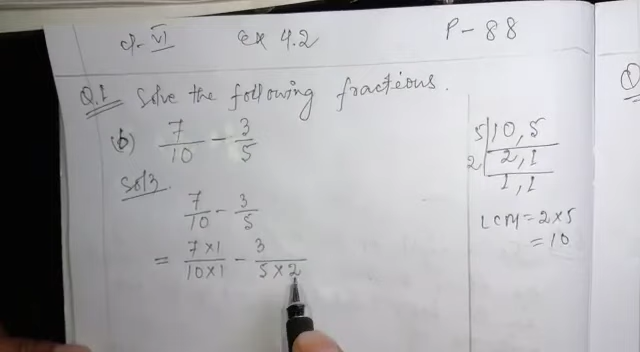 cl- VI Ex 4.2 P-88
Q.1 Solve the following fractions.
(b) 7/10 - 3/5
Soln.
7/10 - 3/5
= 7×1/10×1 - 3/5×2
5|10, 5
2|2, 1
1, 1
LCM = 2×5
= 10